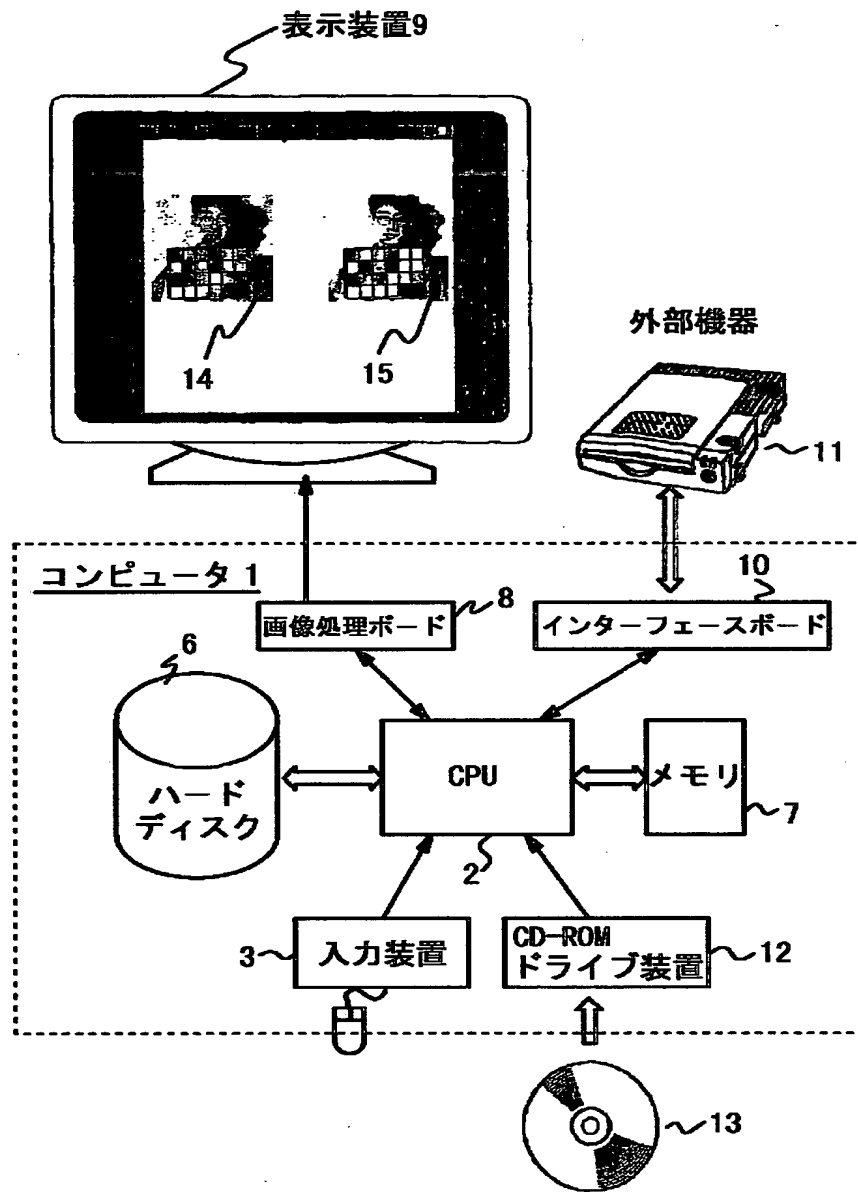 表示装置9
14
15
外部機器
11
コンピュータ1
画像処理ボード
8
10
インターフェースボード
6
ハード
ディスク
CPU
2
メモリ
7
3
入力装置
CD-ROM
ドライブ装置
12
13